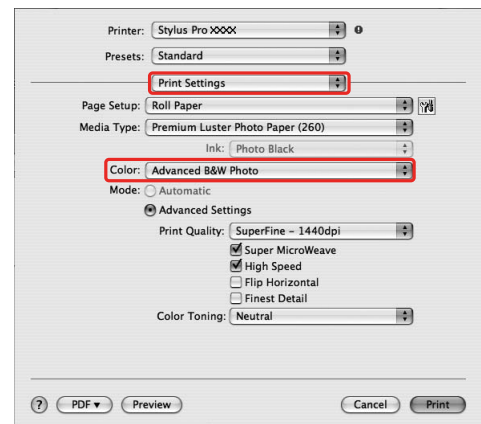 Printer: Stylus Pro XXXX
Presets: Standard
Print Settings
Page Setup: Roll Paper
Media Type: Premium Luster Photo Paper (260)
Ink: Photo Black
Color: Advanced B&W Photo
Mode: Automatic
Advanced Settings
Print Quality: SuperFine – 1440dpi
Super MicroWeave
High Speed
Flip Horizontal
Finest Detail
Color Toning: Neutral
? PDF ▾ Preview Cancel Print